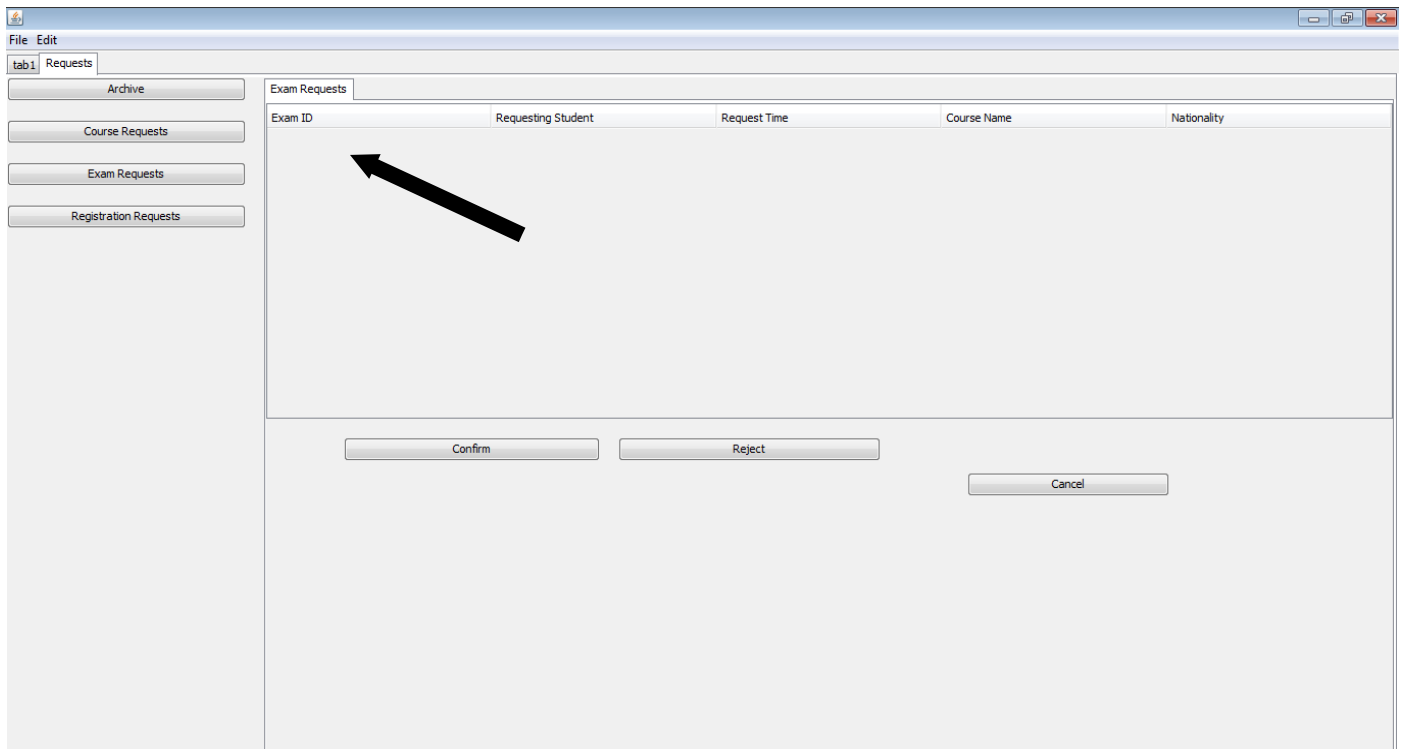 File Edit
tab1 Requests
Archive
Course Requests
Exam Requests
Registration Requests
Exam Requests
Exam ID Requesting Student Request Time Course Name Nationality
Confirm Reject
Cancel